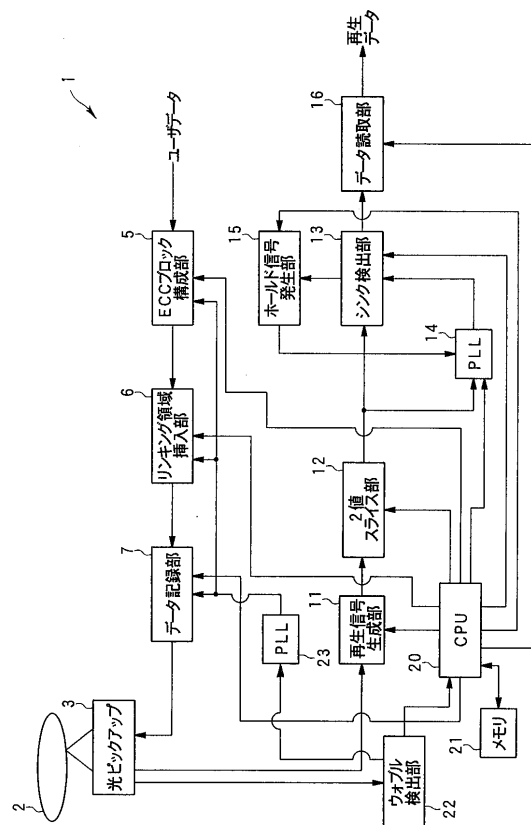 1
ユーザデータ
5
ECCブロック
構成部
6
リンキング領域
挿入部
7
データ記録部
3
光ピックアップ
2
再生
データ
16
データ読取部
15
ホールド信号
発生部
13
シンク検出部
14
PLL
12
2値
スライス部
11
再生信号
生成部
PLL
23
20
CPU
21
メモリ
ウォブル
検出部
22